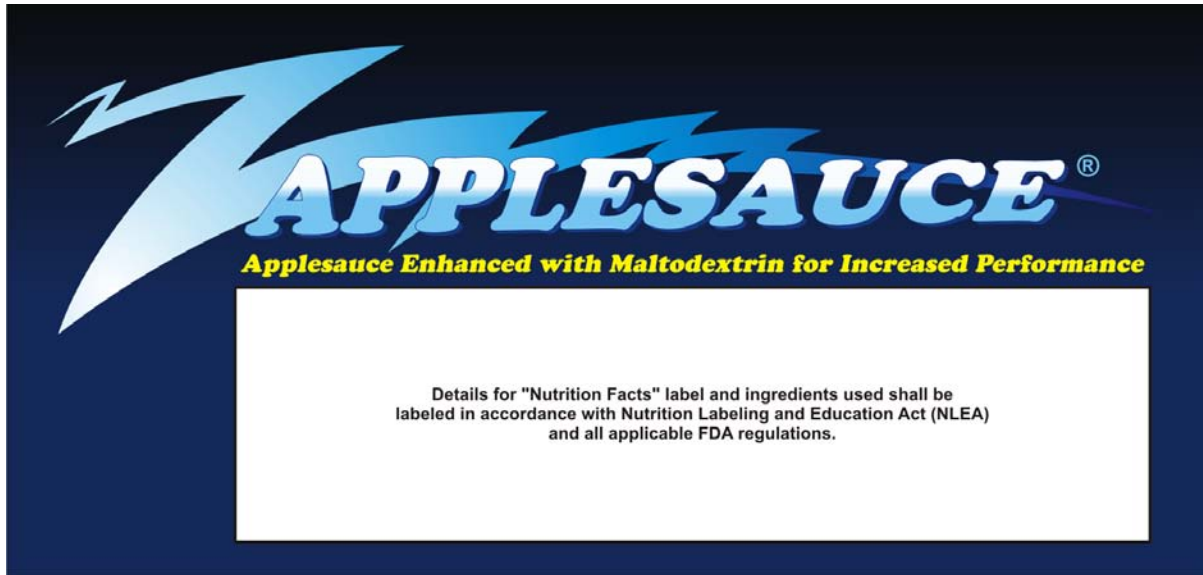 ZAPPLESAUCE®
Applesauce Enhanced with Maltodextrin for Increased Performance
Details for "Nutrition Facts" label and ingredients used shall be
labeled in accordance with Nutrition Labeling and Education Act (NLEA)
and all applicable FDA regulations.